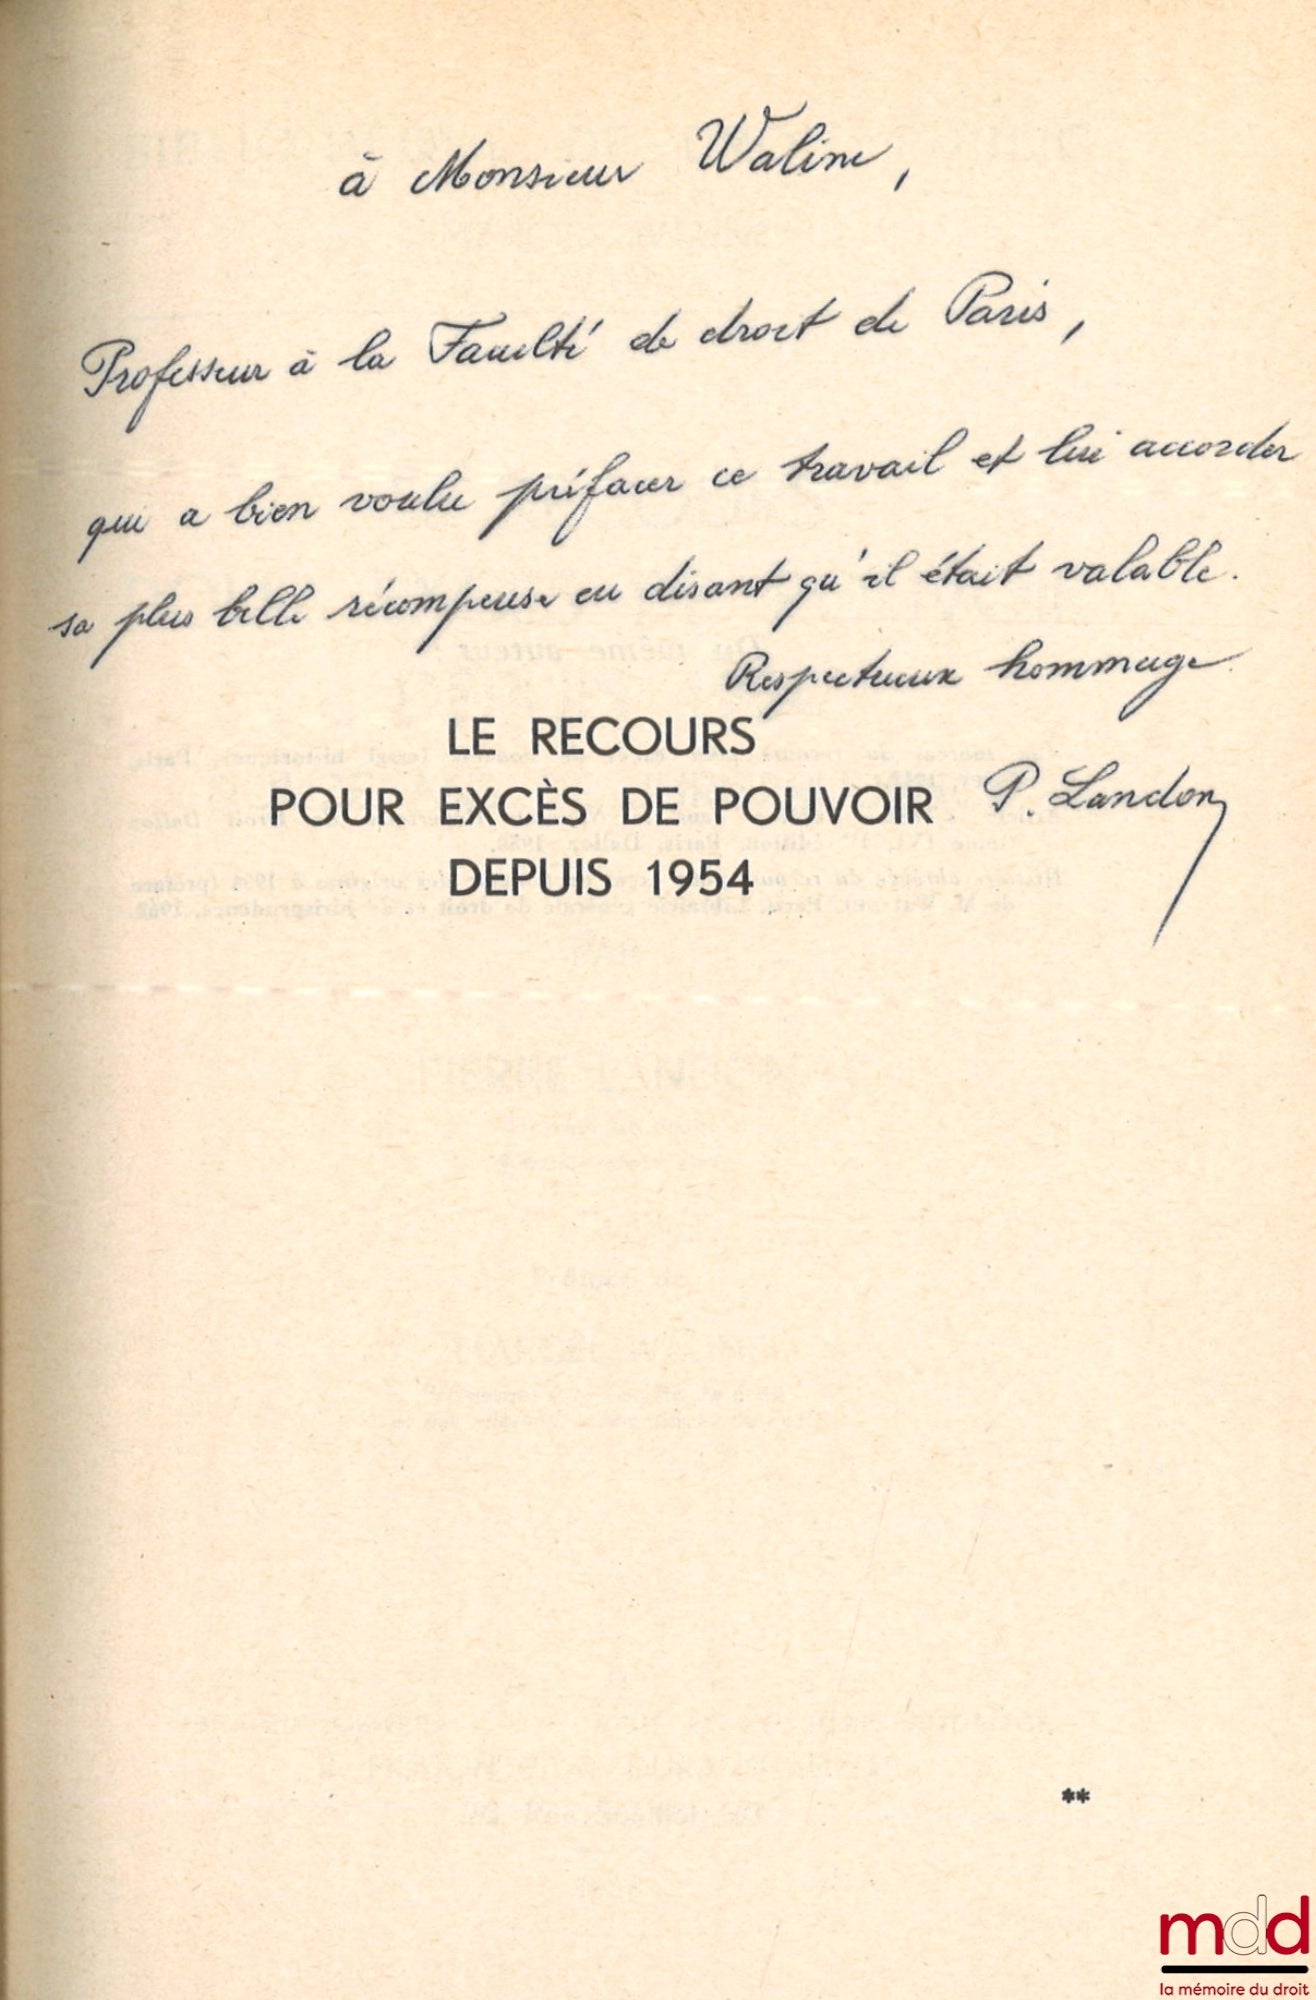 à Monsieur Waline,
Professeur à la Faculté de droit de Paris,
qui a bien voulu préfacer ce travail et lui accorder
sa plus belle récompense en disant qu'il était valable.
Respectueux hommage
LE RECOURS
POUR EXCÈS DE POUVOIR
P. Landon
DEPUIS 1954
**
mdd
la mémoire du droit